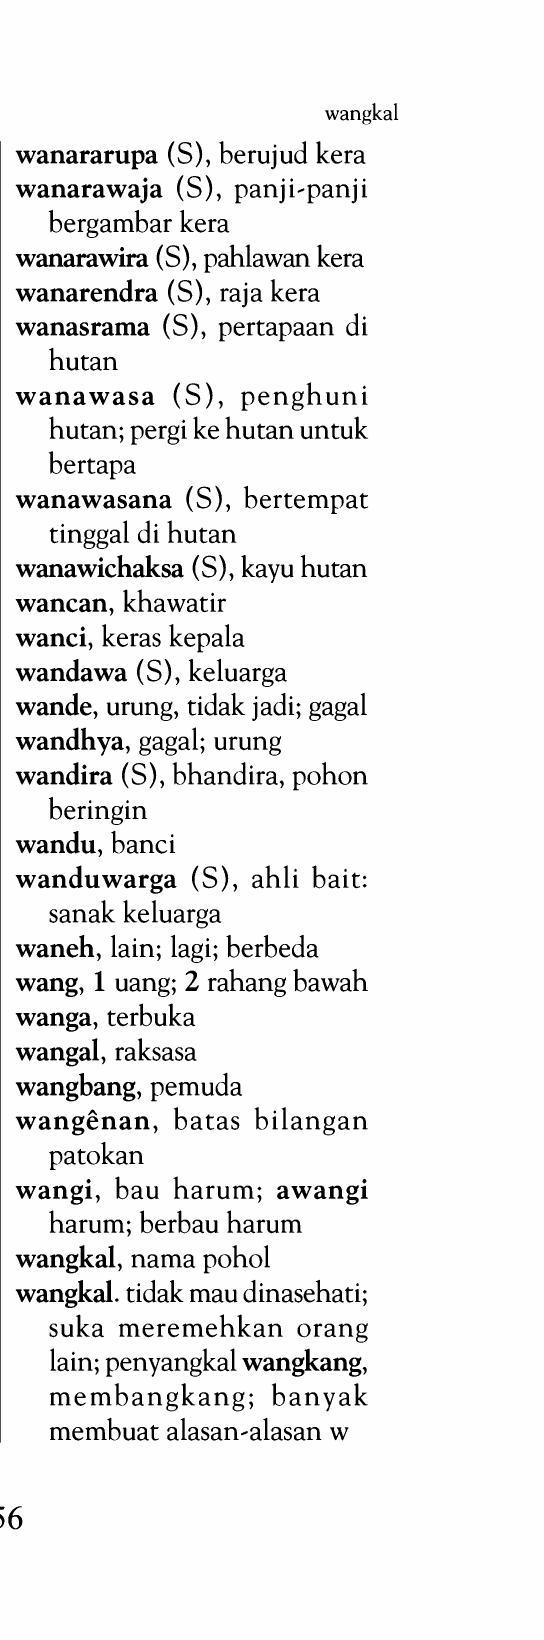 wangkal
wanararupa (S), berujud kera
wanarawaja (S), panji-panji
bergambar kera
wanarawira (S), pahlawan kera
wanarendra (S), raja kera
wanasrama (S), pertapaan di
hutan
wanawasa (S), penghuni
hutan; pergi ke hutan untuk
bertapa
wanawasana (S), bertempat
tinggal di hutan
wanawichaksa (S), kayu hutan
wancan, khawatir
wanci, keras kepala
wandawa (S), keluarga
wande, urung, tidak jadi; gagal
wandhya, gagal; urung
wandira (S), bhandira, pohon
beringin
wandu, banci
wanduwarga (S), ahli bait:
sanak keluarga
waneh, lain; lagi; berbeda
wang, 1 uang; 2 rahang bawah
wanga, terbuka
wangal, raksasa
wangbang, pemuda
wangênan, batas bilangan
patokan
wangi, bau harum; awangi
harum; berbau harum
wangkal, nama pohol
wangkal. tidak mau dinasehati;
suka meremehkan orang
lain; penyangkal wangkang,
membangkang; banyak
membuat alasan-alasan w
56